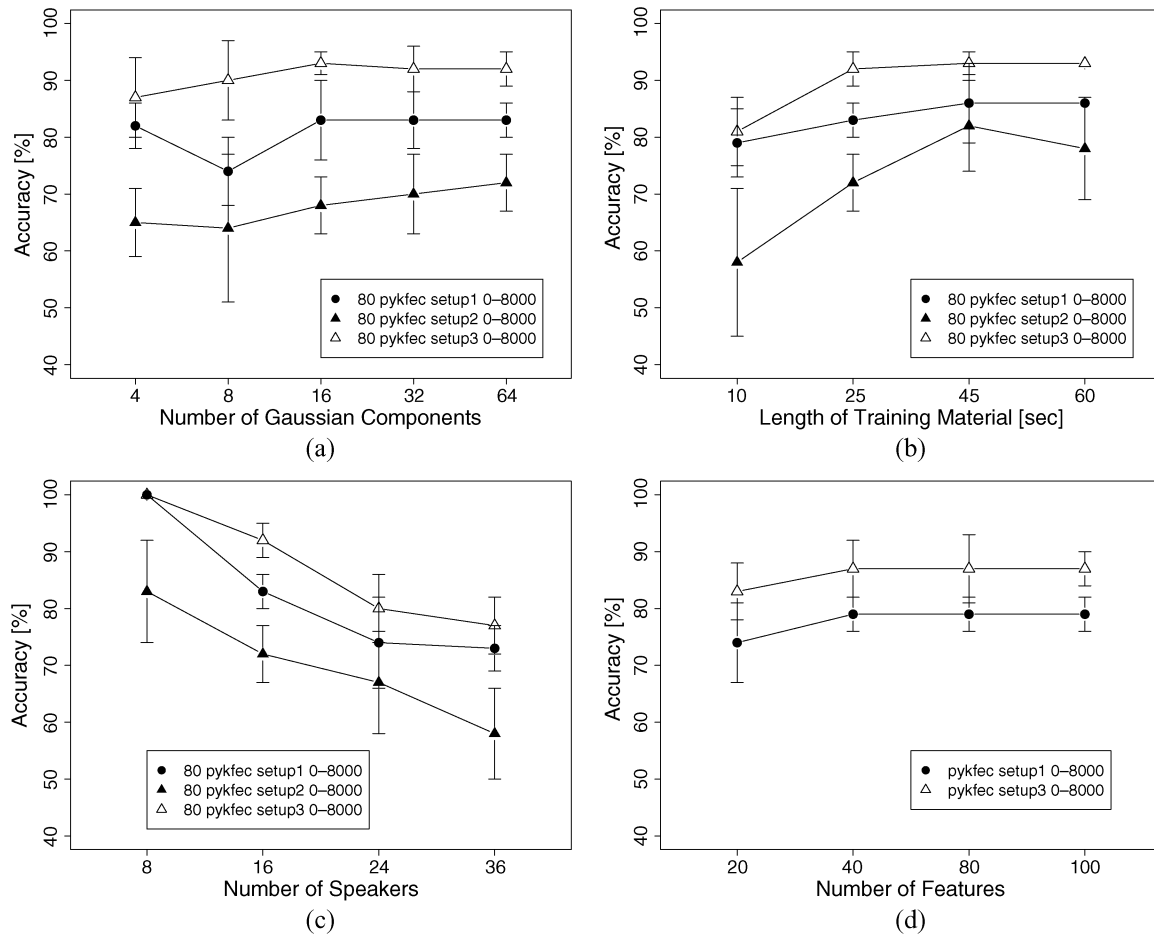 Accuracy [%]
100
90
80
70
60
50
40
80 pykfec setup1 0–8000
80 pykfec setup2 0–8000
80 pykfec setup3 0–8000
4 8 16 32 64
Number of Gaussian Components
(a)
Accuracy [%]
100
90
80
70
60
50
40
80 pykfec setup1 0–8000
80 pykfec setup2 0–8000
80 pykfec setup3 0–8000
10 25 45 60
Length of Training Material [sec]
(b)
Accuracy [%]
100
90
80
70
60
50
40
80 pykfec setup1 0–8000
80 pykfec setup2 0–8000
80 pykfec setup3 0–8000
8 16 24 36
Number of Speakers
(c)
Accuracy [%]
100
90
80
70
60
50
40
pykfec setup1 0–8000
pykfec setup3 0–8000
20 40 80 100
Number of Features
(d)